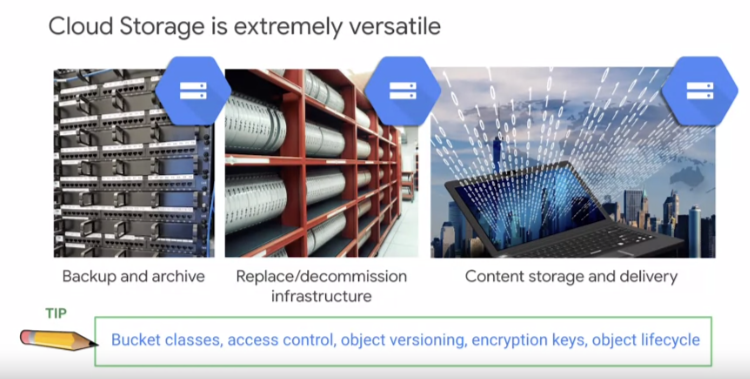 Cloud Storage is extremely versatile
Backup and archive
Replace/decommission
infrastructure
Content storage and delivery
TIP
Bucket classes, access control, object versioning, encryption keys, object lifecycle